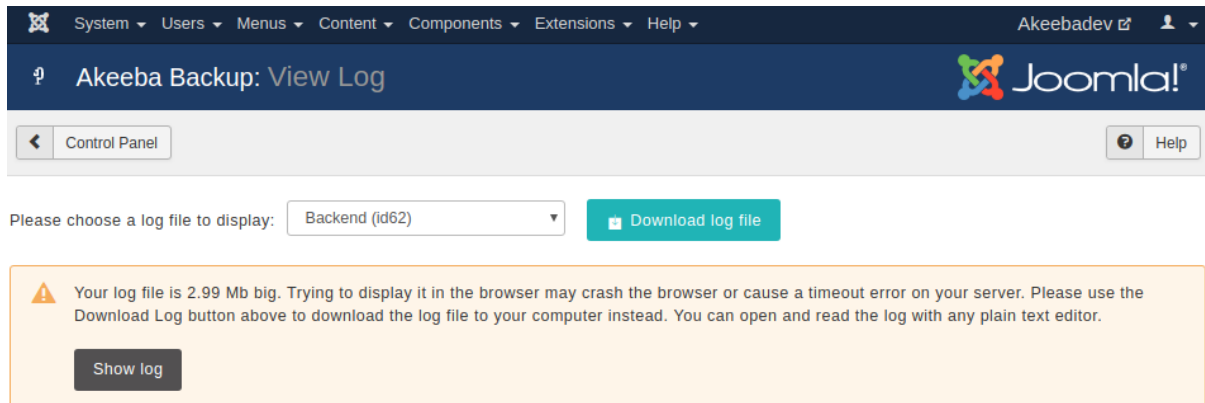 System Users Menus Content Components Extensions Help Akeebadev
Akeeba Backup: View Log Joomla!®
Control Panel Help
Please choose a log file to display: Backend (id62) Download log file
Your log file is 2.99 Mb big. Trying to display it in the browser may crash the browser or cause a timeout error on your server. Please use the
Download Log button above to download the log file to your computer instead. You can open and read the log with any plain text editor.
Show log